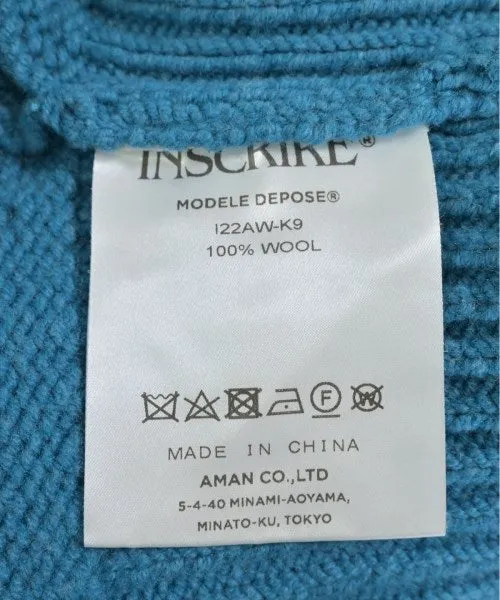 INSCRIRE®
MODELE DEPOSE®
I22AW-K9
100% WOOL
F W
MADE IN CHINA
AMAN CO.,LTD
5-4-40 MINAMI-AOYAMA,
MINATO-KU, TOKYO